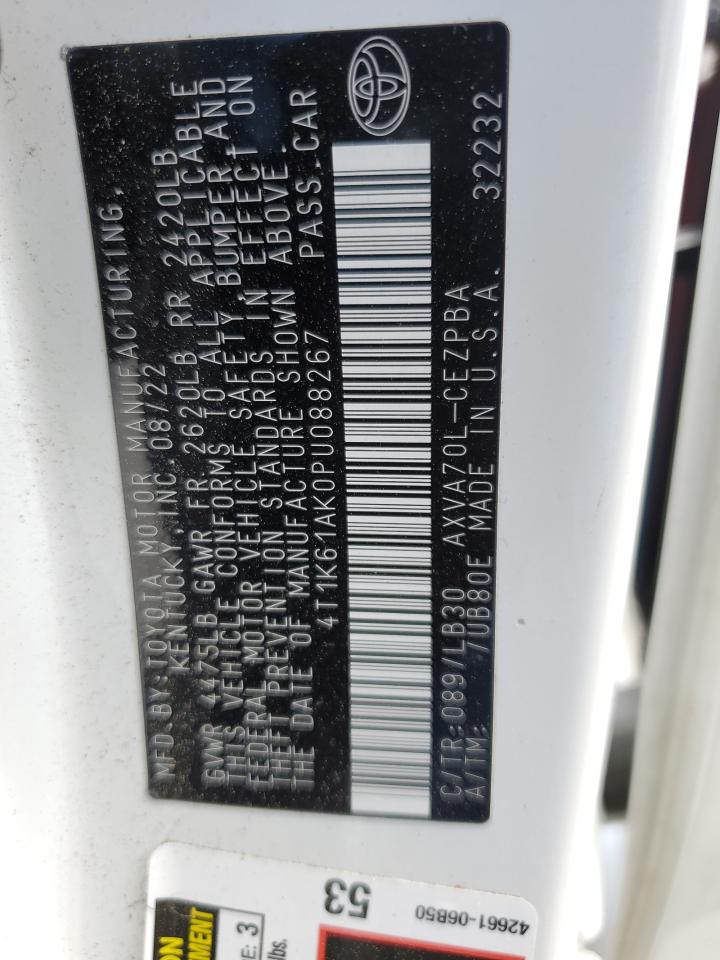 MFD BY:TOYOTA MOTOR MANUFACTURING,
KENTUCKY,INC 08/22
GVWR 4475LB GAWR FR 2620LB RR 2420LB
THIS VEHICLE CONFORMS TO ALL APPLICABLE
FEDERAL MOTOR VEHICLE SAFETY,BUMPER,AND
THEFT PREVENTION STANDARDS IN EFFECT ON
THE DATE OF MANUFACTURE SHOWN ABOVE.
4T1K61AK0PU088267 PASS.CAR
C/TR:089/LB30 AXVA70L-CEZPBA
A/TM: /UB80E MADE IN U.S.A. 32232
53
42661-06B50
3
lbs.